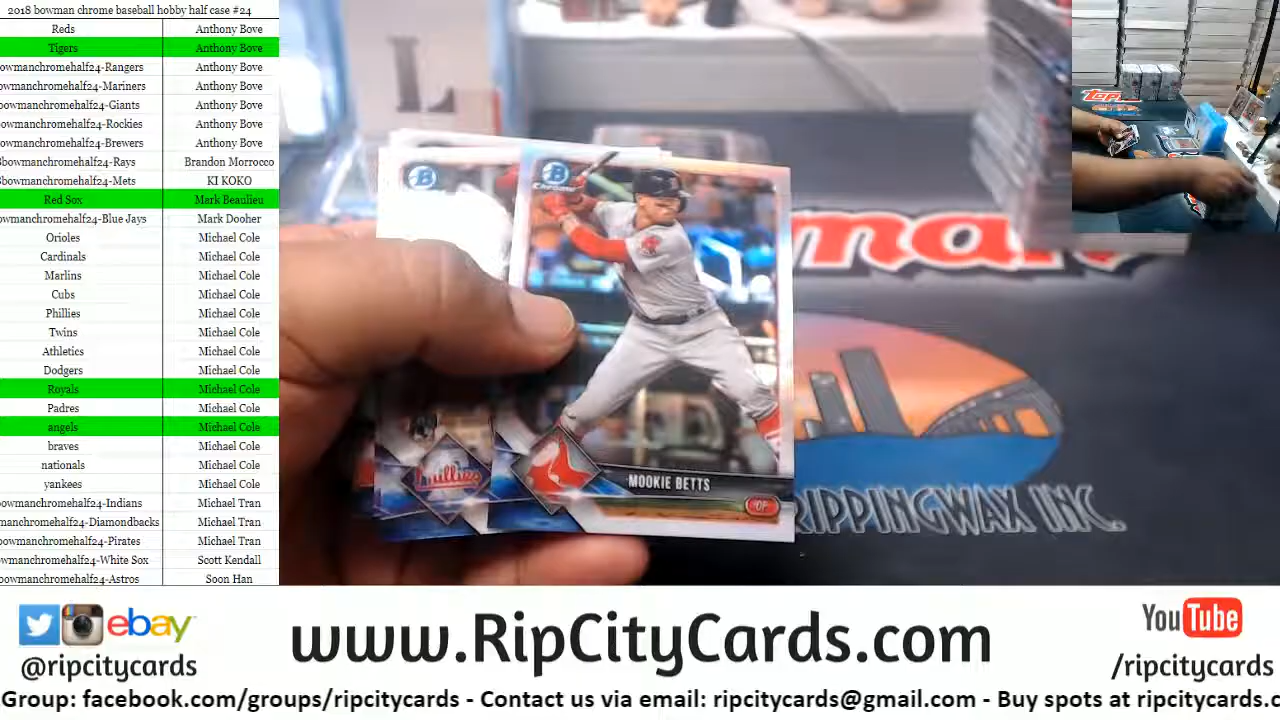 2018 bowman chrome baseball hobby half case #24
Reds Anthony Bove
Tigers Anthony Bove
owmanchromehalf24-Rangers Anthony Bove
owmanchromehalf24-Mariners Anthony Bove
bowmanchromehalf24-Giants Anthony Bove
owmanchromehalf24-Rockies Anthony Bove
owmanchromehalf24-Brewers Anthony Bove
bowmanchromehalf24-Rays Brandon Morrocco
bowmanchromehalf24-Mets KI KOKO
Red Sox Mark Beaulieu
owmanchromehalf24-Blue Jays Mark Dooher
Orioles Michael Cole
Cardinals Michael Cole
Marlins Michael Cole
Cubs Michael Cole
Phillies Michael Cole
Twins Michael Cole
Athletics Michael Cole
Dodgers Michael Cole
Royals Michael Cole
Padres Michael Cole
angels Michael Cole
braves Michael Cole
nationals Michael Cole
yankees Michael Cole
owmanchromehalf24-Indians Michael Tran
manchromehalf24-Diamondbacks Michael Tran
owmanchromehalf24-Pirates Michael Tran
owmanchromehalf24-White Sox Scott Kendall
owmanchromehalf24-Astros Soon Han
B
B
Chrome
Phillies
MOOKIE BETTS
OF
ma
RIPPINGWAX INC.
Topps
ebay
@ripcitycards
www.RipCityCards.com
YouTube
/ripcitycards
Group: facebook.com/groups/ripcitycards - Contact us via email: ripcitycards@gmail.com - Buy spots at ripcitycards.c